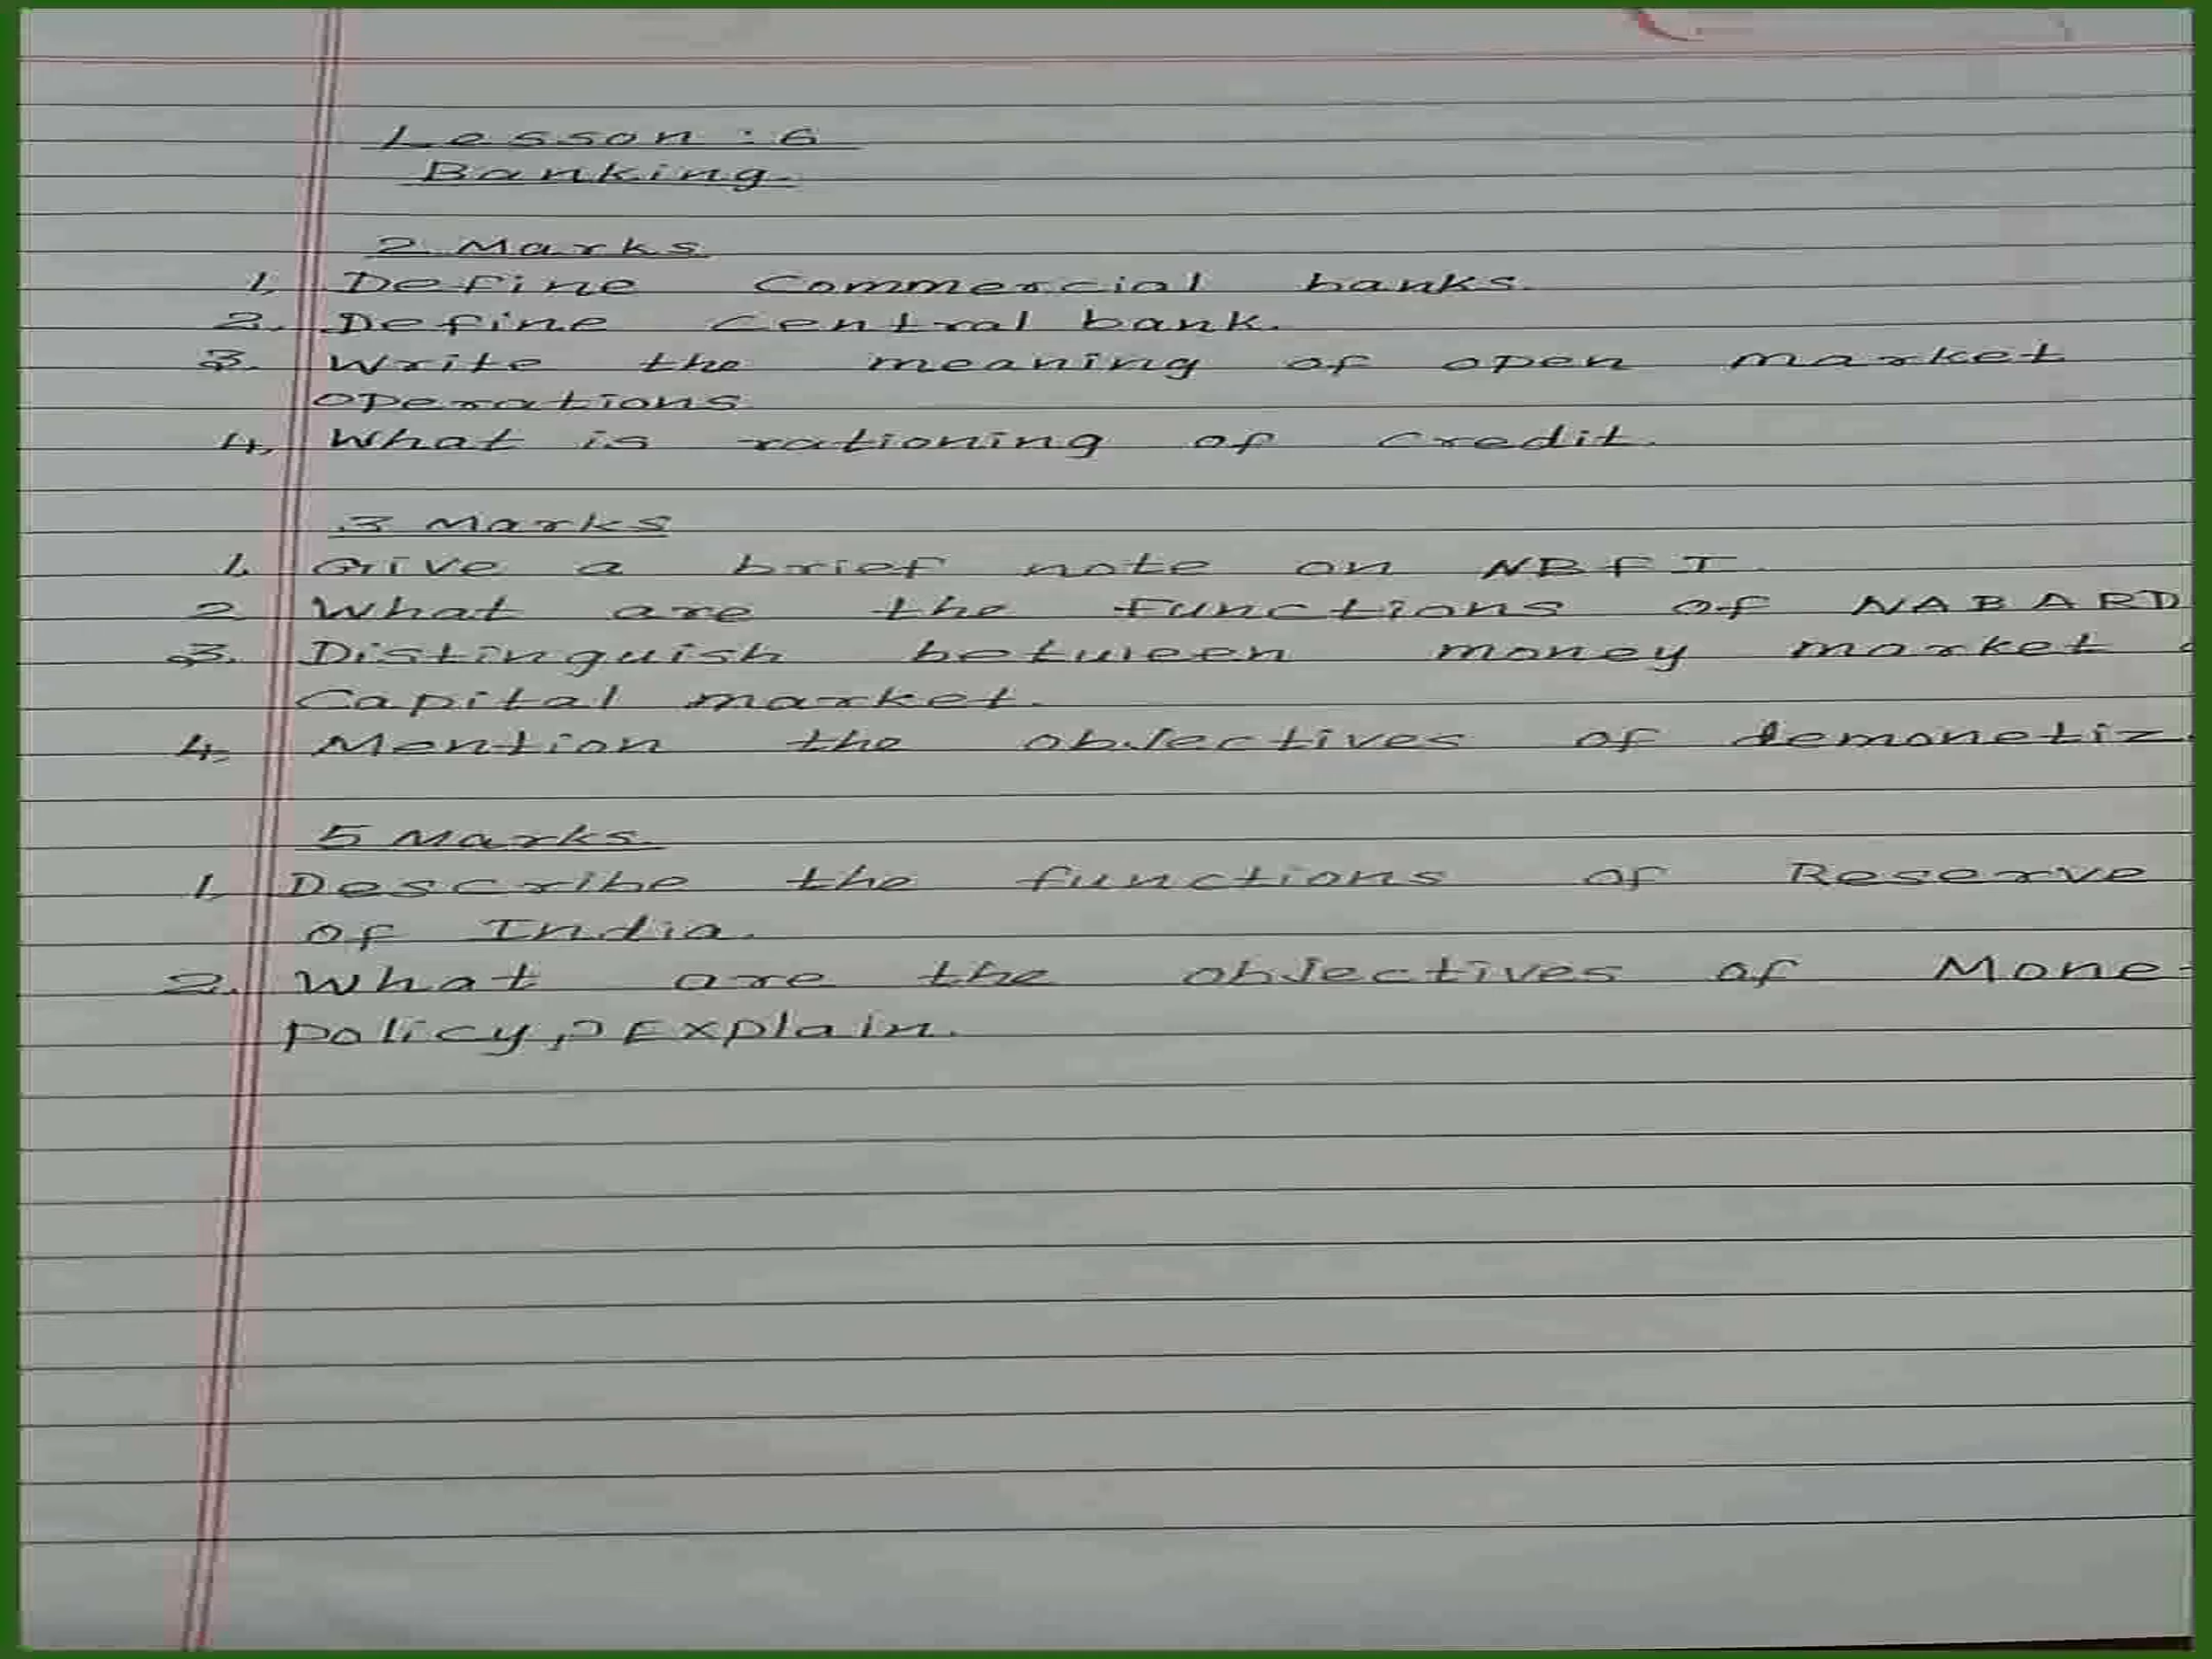 Lesson : 6
Banking
2 Marks
1. Define Commercial banks.
2. Define central bank.
3. Write the meaning of open market
operations
4. What is rationing of credit.
3 Marks
1. Give a brief note on NBFI.
2 What are the functions of NABARD
3. Distinguish between money market
Capital market.
4. Mention the objectives of demonetiz
5 Marks
1. Describe the functions of Reserve
of India.
2. What are the objectives of Mone
policy,? Explain.